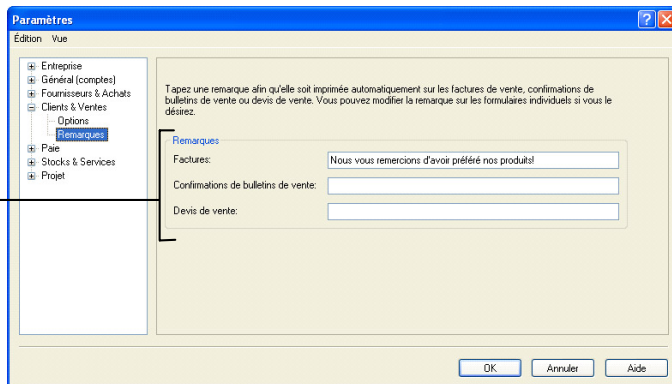 Paramètres
Édition Vue
Entreprise
Général (comptes)
Fournisseurs & Achats
Clients & Ventes
Options
Remarques
Paie
Stocks & Services
Projet
Tapez une remarque afin qu'elle soit imprimée automatiquement sur les factures de vente, confirmations de
bulletins de vente ou devis de vente. Vous pouvez modifier la remarque sur les formulaires individuels si vous le
désirez.
Remarques
Factures: Nous vous remercions d'avoir préféré nos produits!
Confirmations de bulletins de vente:
Devis de vente:
OK Annuler Aide